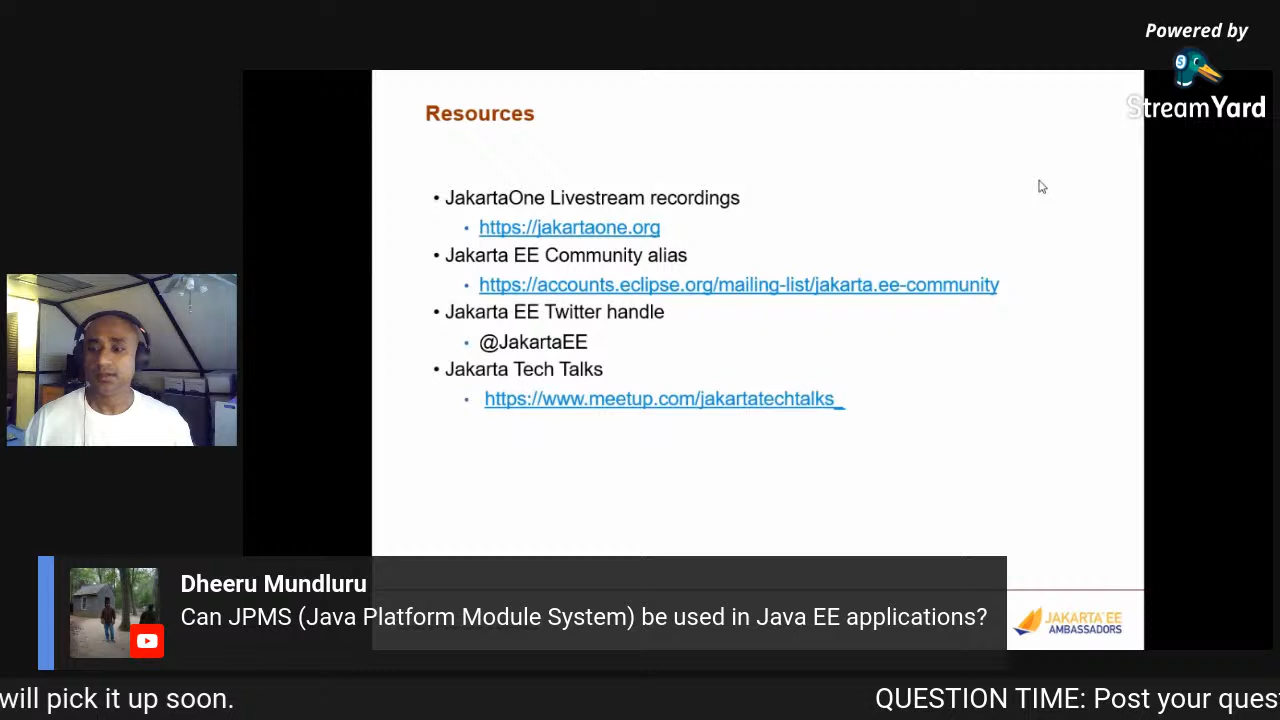 Powered by
StreamYard
Resources
• JakartaOne Livestream recordings
• https://jakartaone.org
• Jakarta EE Community alias
• https://accounts.eclipse.org/mailing-list/jakarta.ee-community
• Jakarta EE Twitter handle
• @JakartaEE
• Jakarta Tech Talks
• https://www.meetup.com/jakartatechtalks_
Dheeru Mundluru
Can JPMS (Java Platform Module System) be used in Java EE applications?
JAKARTA EE
AMBASSADORS
will pick it up soon.
QUESTION TIME: Post your ques